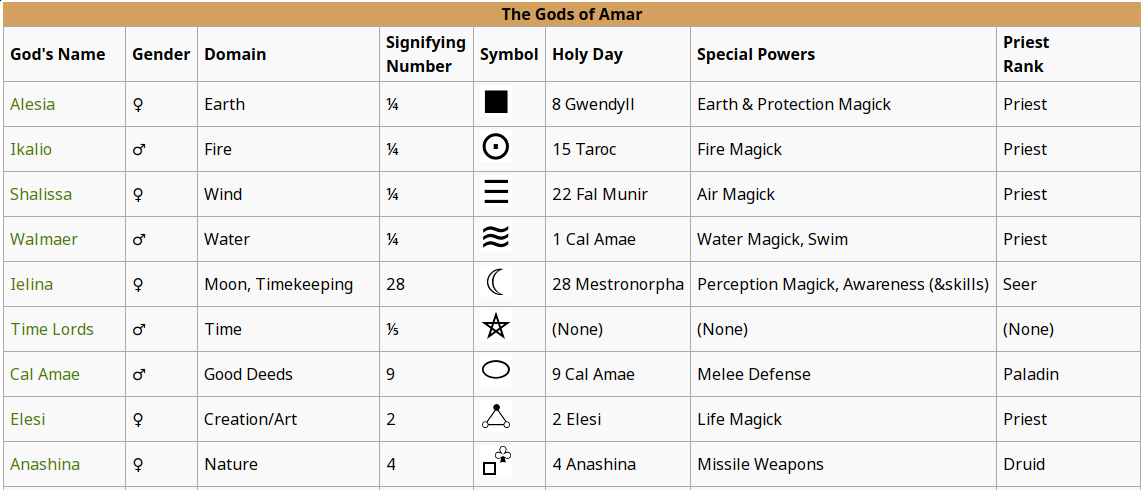 The Gods of Amar
God's Name Gender Domain Signifying Number Symbol Holy Day Special Powers Priest Rank
Alesia ♀ Earth ¼ 8 Gwendyll Earth & Protection Magick Priest
Ikalio ♂ Fire ¼ 15 Taroc Fire Magick Priest
Shalissa ♀ Wind ¼ 22 Fal Munir Air Magick Priest
Walmaer ♂ Water ¼ 1 Cal Amae Water Magick, Swim Priest
Ielina ♀ Moon, Timekeeping 28 28 Mestronorpha Perception Magick, Awareness (&skills) Seer
Time Lords ♂ Time ⅕ (None) (None) (None)
Cal Amae ♂ Good Deeds 9 9 Cal Amae Melee Defense Paladin
Elesi ♀ Creation/Art 2 2 Elesi Life Magick Priest
Anashina ♀ Nature 4 4 Anashina Missile Weapons Druid